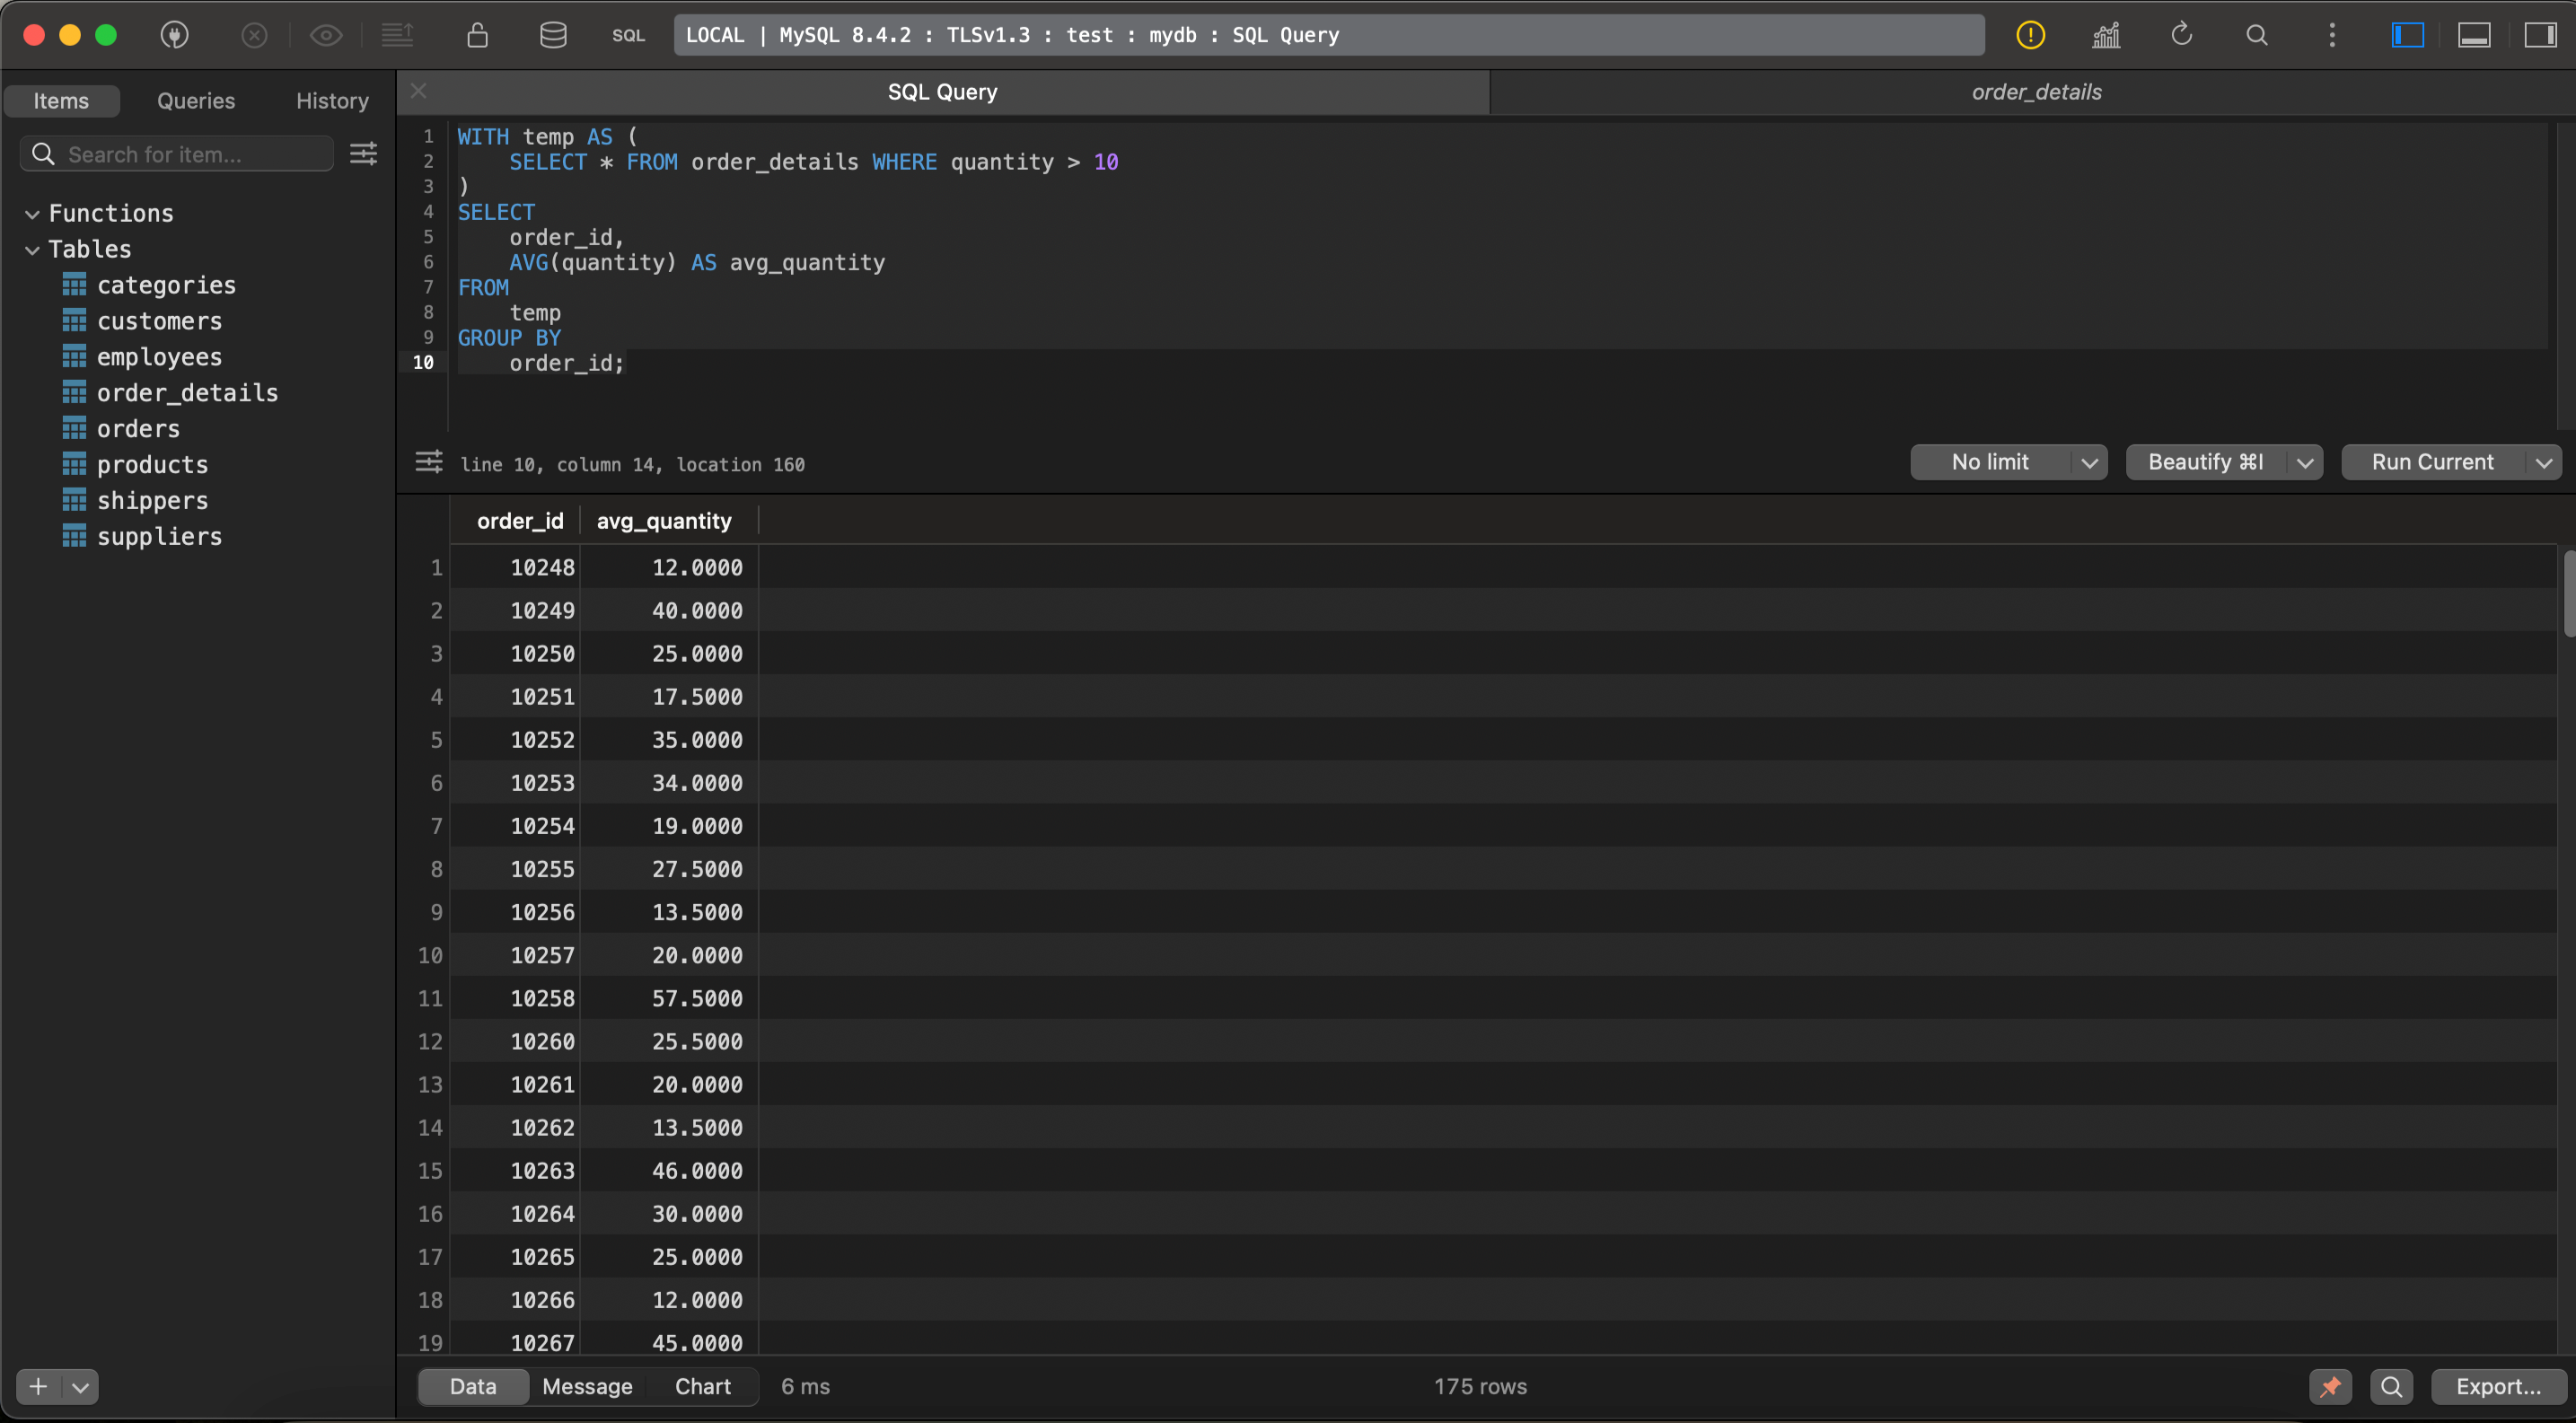 SQL LOCAL | MySQL 8.4.2 : TLSv1.3 : test : mydb : SQL Query
Items Queries History
Search for item...
Functions
Tables
categories
customers
employees
order_details
orders
products
shippers
suppliers
SQL Query order_details
1 WITH temp AS (
2 SELECT * FROM order_details WHERE quantity > 10
3 )
4 SELECT
5 order_id,
6 AVG(quantity) AS avg_quantity
7 FROM
8 temp
9 GROUP BY
10 order_id;
line 10, column 14, location 160 No limit Beautify ⌘I Run Current
order_id avg_quantity
1 10248 12.0000
2 10249 40.0000
3 10250 25.0000
4 10251 17.5000
5 10252 35.0000
6 10253 34.0000
7 10254 19.0000
8 10255 27.5000
9 10256 13.5000
10 10257 20.0000
11 10258 57.5000
12 10260 25.5000
13 10261 20.0000
14 10262 13.5000
15 10263 46.0000
16 10264 30.0000
17 10265 25.0000
18 10266 12.0000
19 10267 45.0000
Data Message Chart 6 ms 175 rows Export...